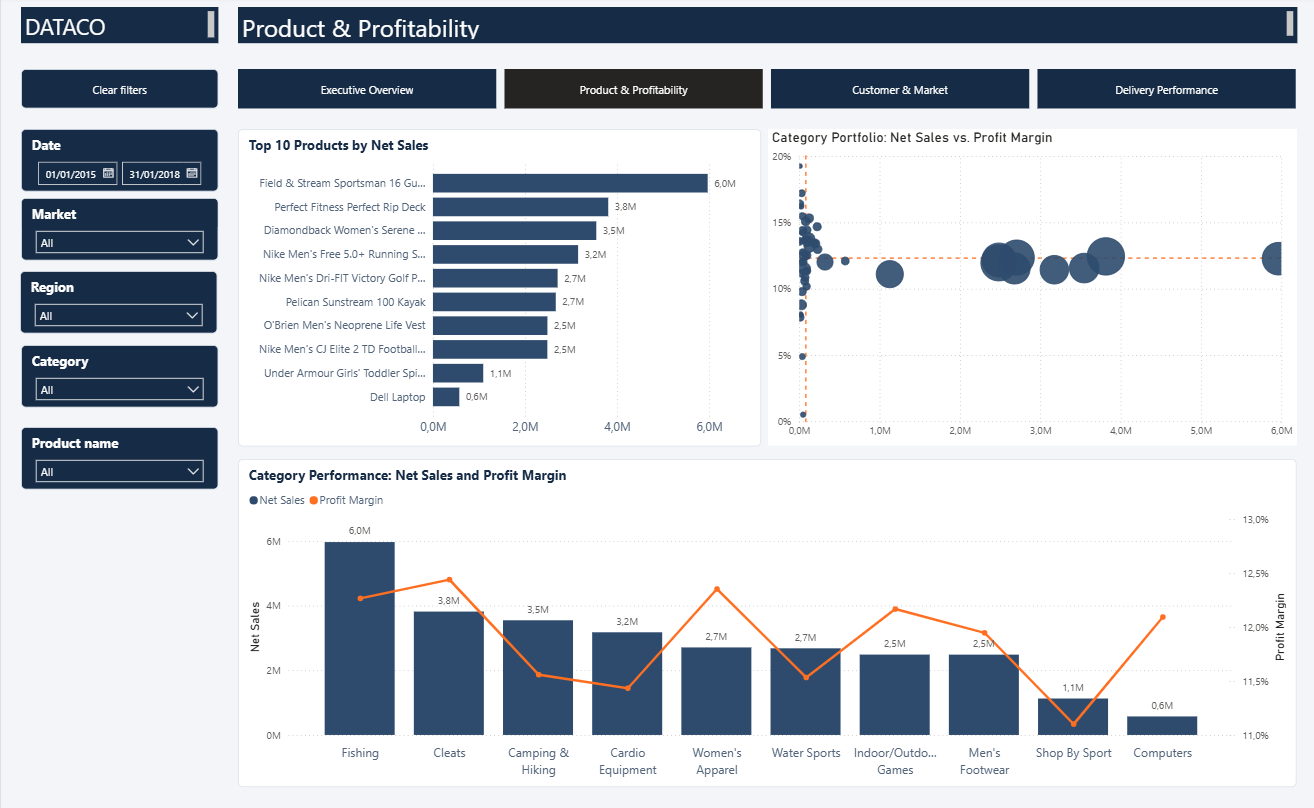 DATACO
Product & Profitability
Clear filters
Executive Overview
Product & Profitability
Customer & Market
Delivery Performance
Date
01/01/2015
31/01/2018
Market
All
Region
All
Category
All
Product name
All
Top 10 Products by Net Sales
Field & Stream Sportsman 16 Gu...
6,0M
Perfect Fitness Perfect Rip Deck
3,8M
Diamondback Women's Serene ...
3,5M
Nike Men's Free 5.0+ Running S...
3,2M
Nike Men's Dri-FIT Victory Golf P...
2,7M
Pelican Sunstream 100 Kayak
2,7M
O'Brien Men's Neoprene Life Vest
2,5M
Nike Men's CJ Elite 2 TD Football...
2,5M
Under Armour Girls' Toddler Spi...
1,1M
Dell Laptop
0,6M
0,0M 2,0M 4,0M 6,0M
Category Portfolio: Net Sales vs. Profit Margin
20%
15%
10%
5%
0%
0,0M 1,0M 2,0M 3,0M 4,0M 5,0M 6,0M
Category Performance: Net Sales and Profit Margin
Net Sales Profit Margin
Net Sales
6M
4M
2M
0M
6,0M
3,8M
3,5M
3,2M
2,7M
2,7M
2,5M
2,5M
1,1M
0,6M
13,0%
12,5%
12,0%
11,5%
11,0%
Profit Margin
Fishing
Cleats
Camping &
Hiking
Cardio
Equipment
Women's
Apparel
Water Sports
Indoor/Outdo...
Games
Men's
Footwear
Shop By Sport
Computers